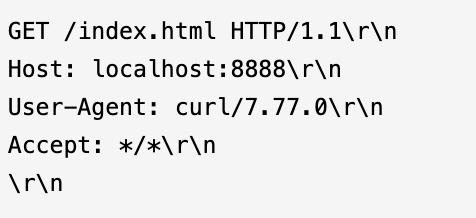 GET /index.html HTTP/1.1\r\n
Host: localhost:8888\r\n
User-Agent: curl/7.77.0\r\n
Accept: */*\r\n
\r\n